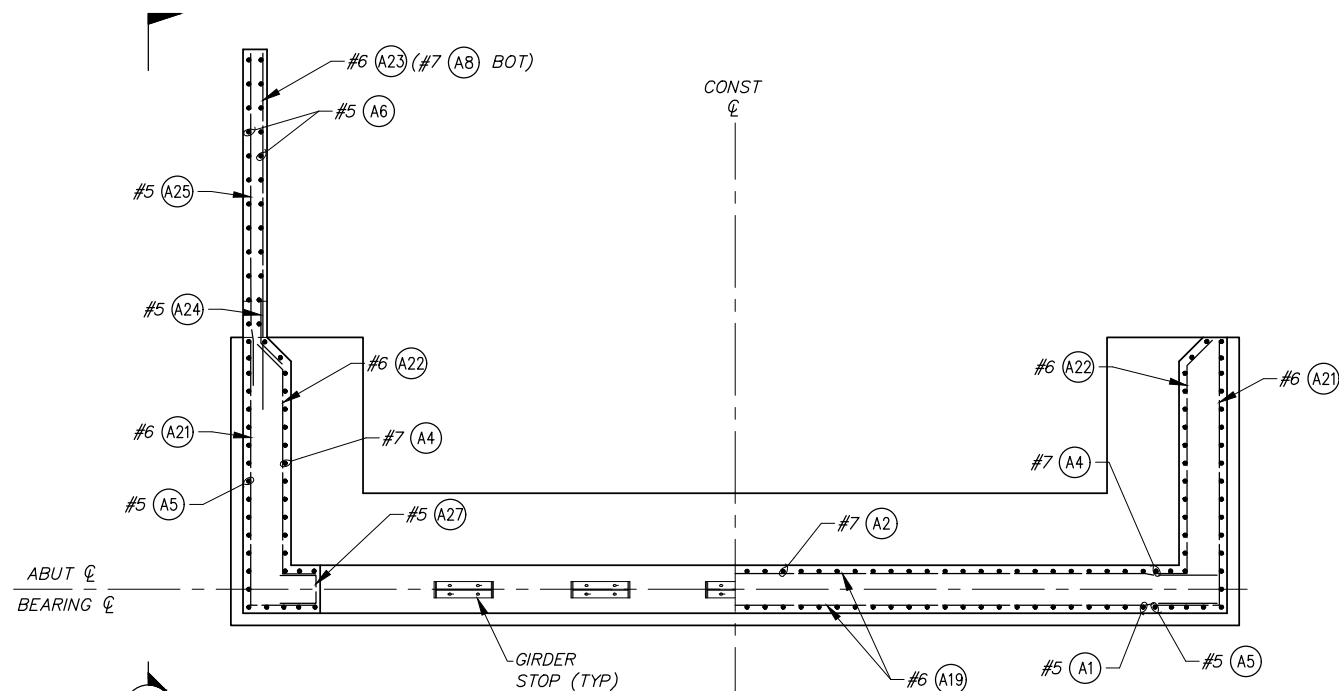 #6 A23 (#7 A8 BOT)
CONST
℄
#5 A6
#5 A25
#5 A24
#6 A22
#6 A22
#6 A21
#6 A21
#7 A4
#7 A4
#5 A5
#5 A27
#7 A2
ABUT ℄
BEARING ℄
GIRDER
STOP (TYP)
#6 A19
#5 A1
#5 A5